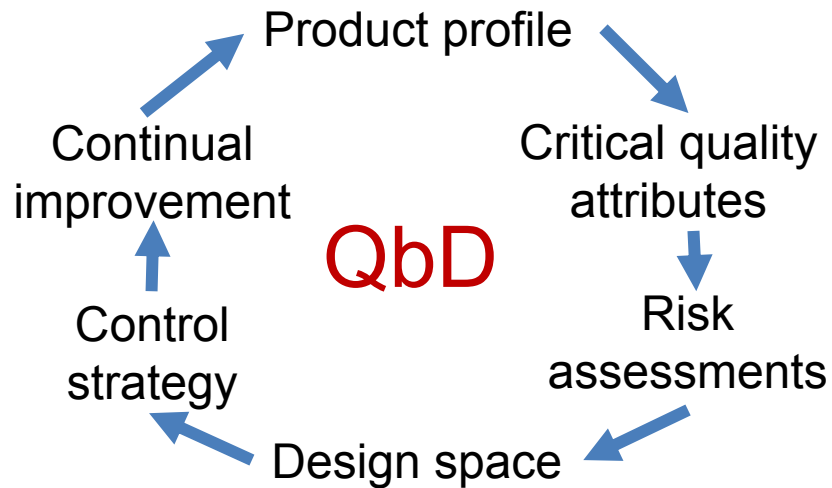 Product profile
Critical quality
attributes
Risk
assessments
Design space
Control
strategy
Continual
improvement
QbD